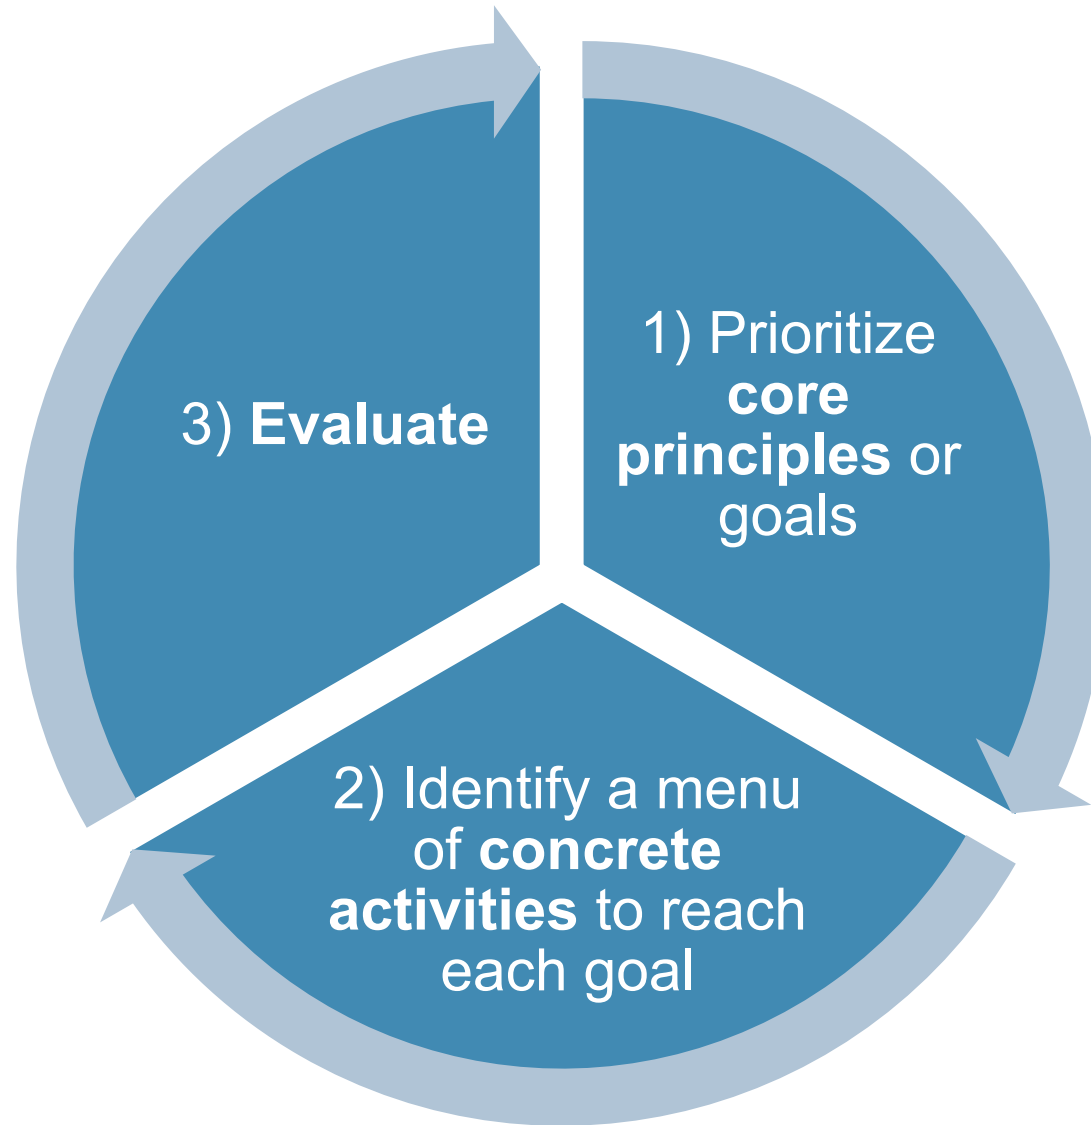 1) Prioritize
core
principles or
goals
2) Identify a menu
of concrete
activities to reach
each goal
3) Evaluate